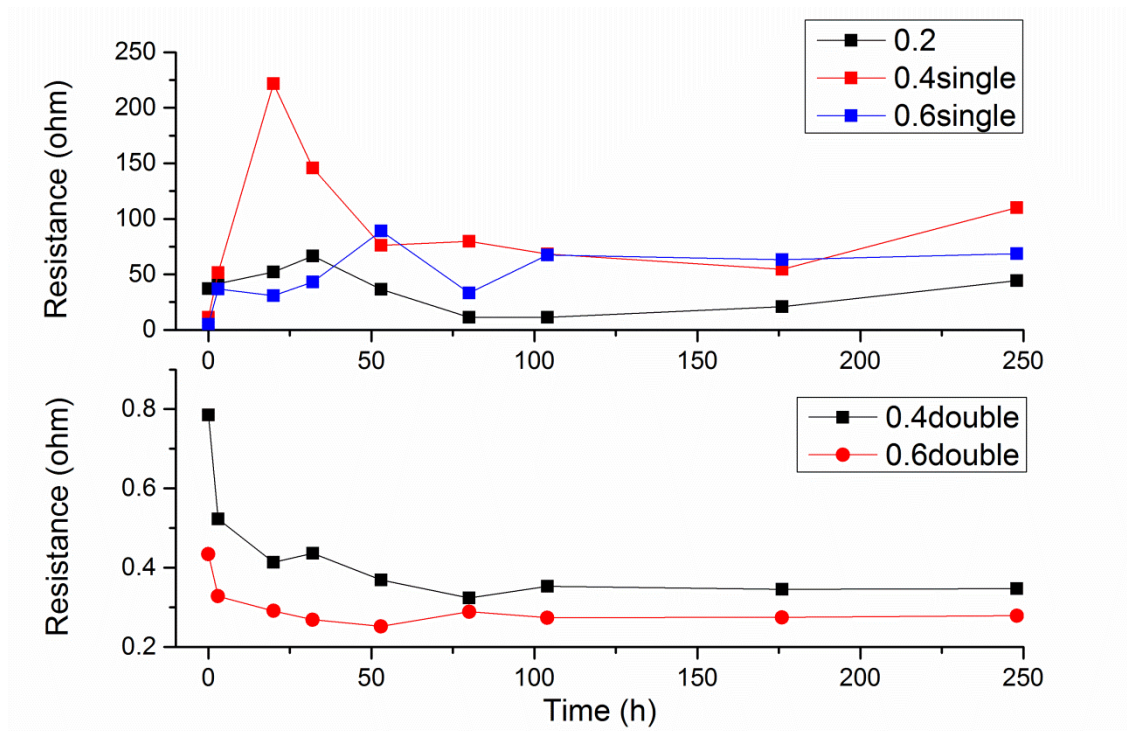 0.2
0.4single
0.6single
Resistance (ohm)
250
200
150
100
50
0
0 50 100 150 200 250
0.4double
0.6double
Resistance (ohm)
0.8
0.6
0.4
0.2
0 50 100 150 200 250
Time (h)